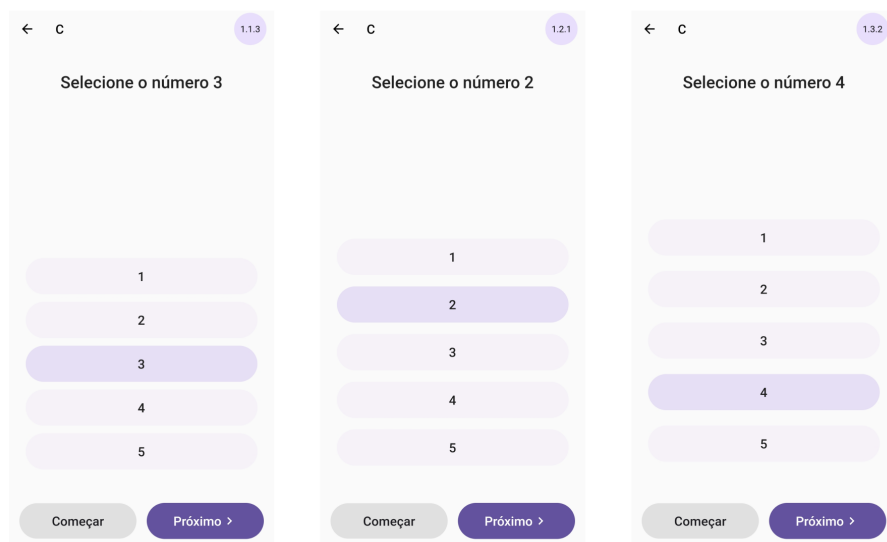 C 1.1.3
Selecione o número 3
1
2
3
4
5
Começar Próximo >
C 1.2.1
Selecione o número 2
1
2
3
4
5
Começar Próximo >
C 1.3.2
Selecione o número 4
1
2
3
4
5
Começar Próximo >